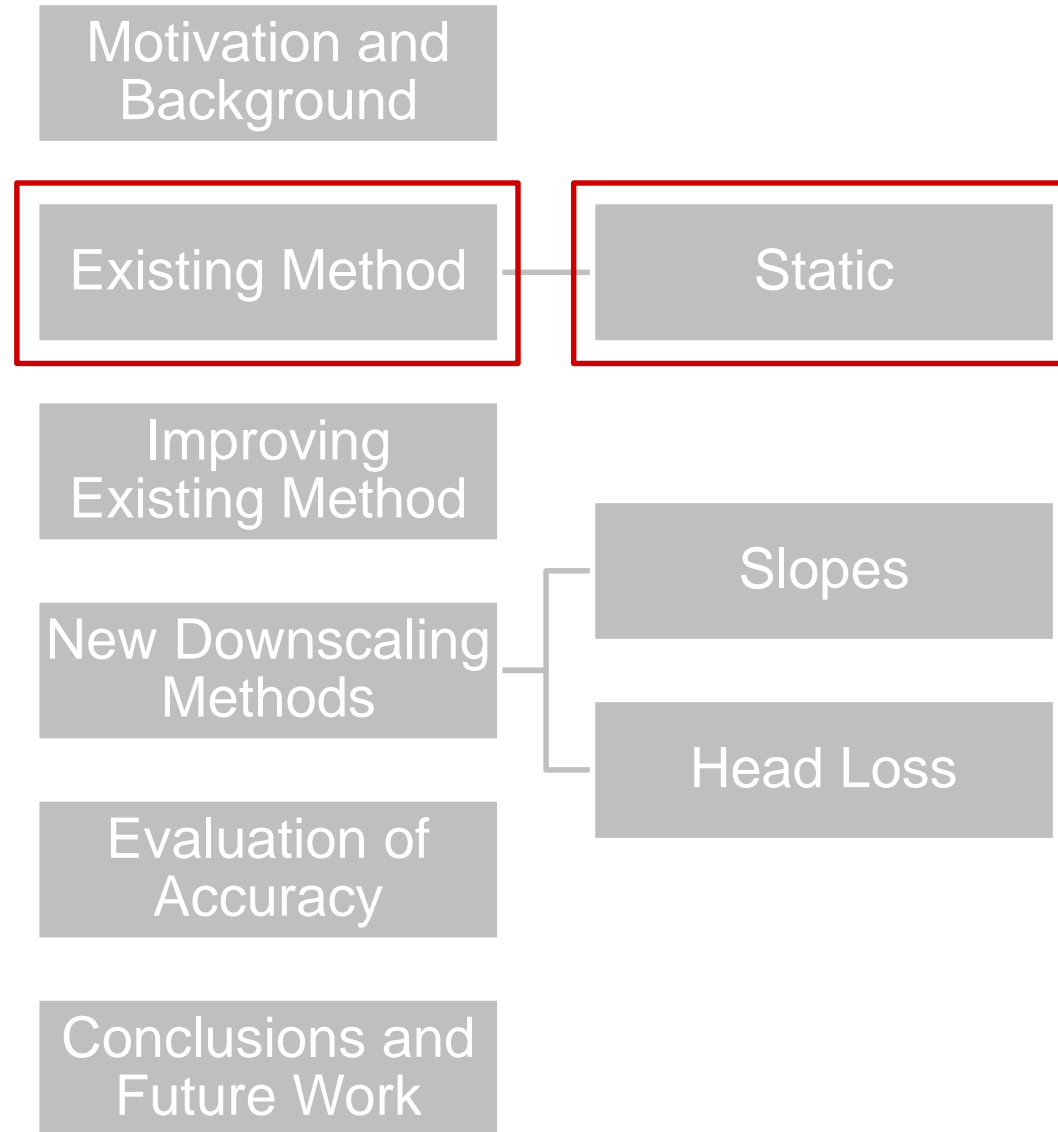 Motivation and
Background
Existing Method
Static
Improving
Existing Method
New Downscaling
Methods
Slopes
Head Loss
Evaluation of
Accuracy
Conclusions and
Future Work